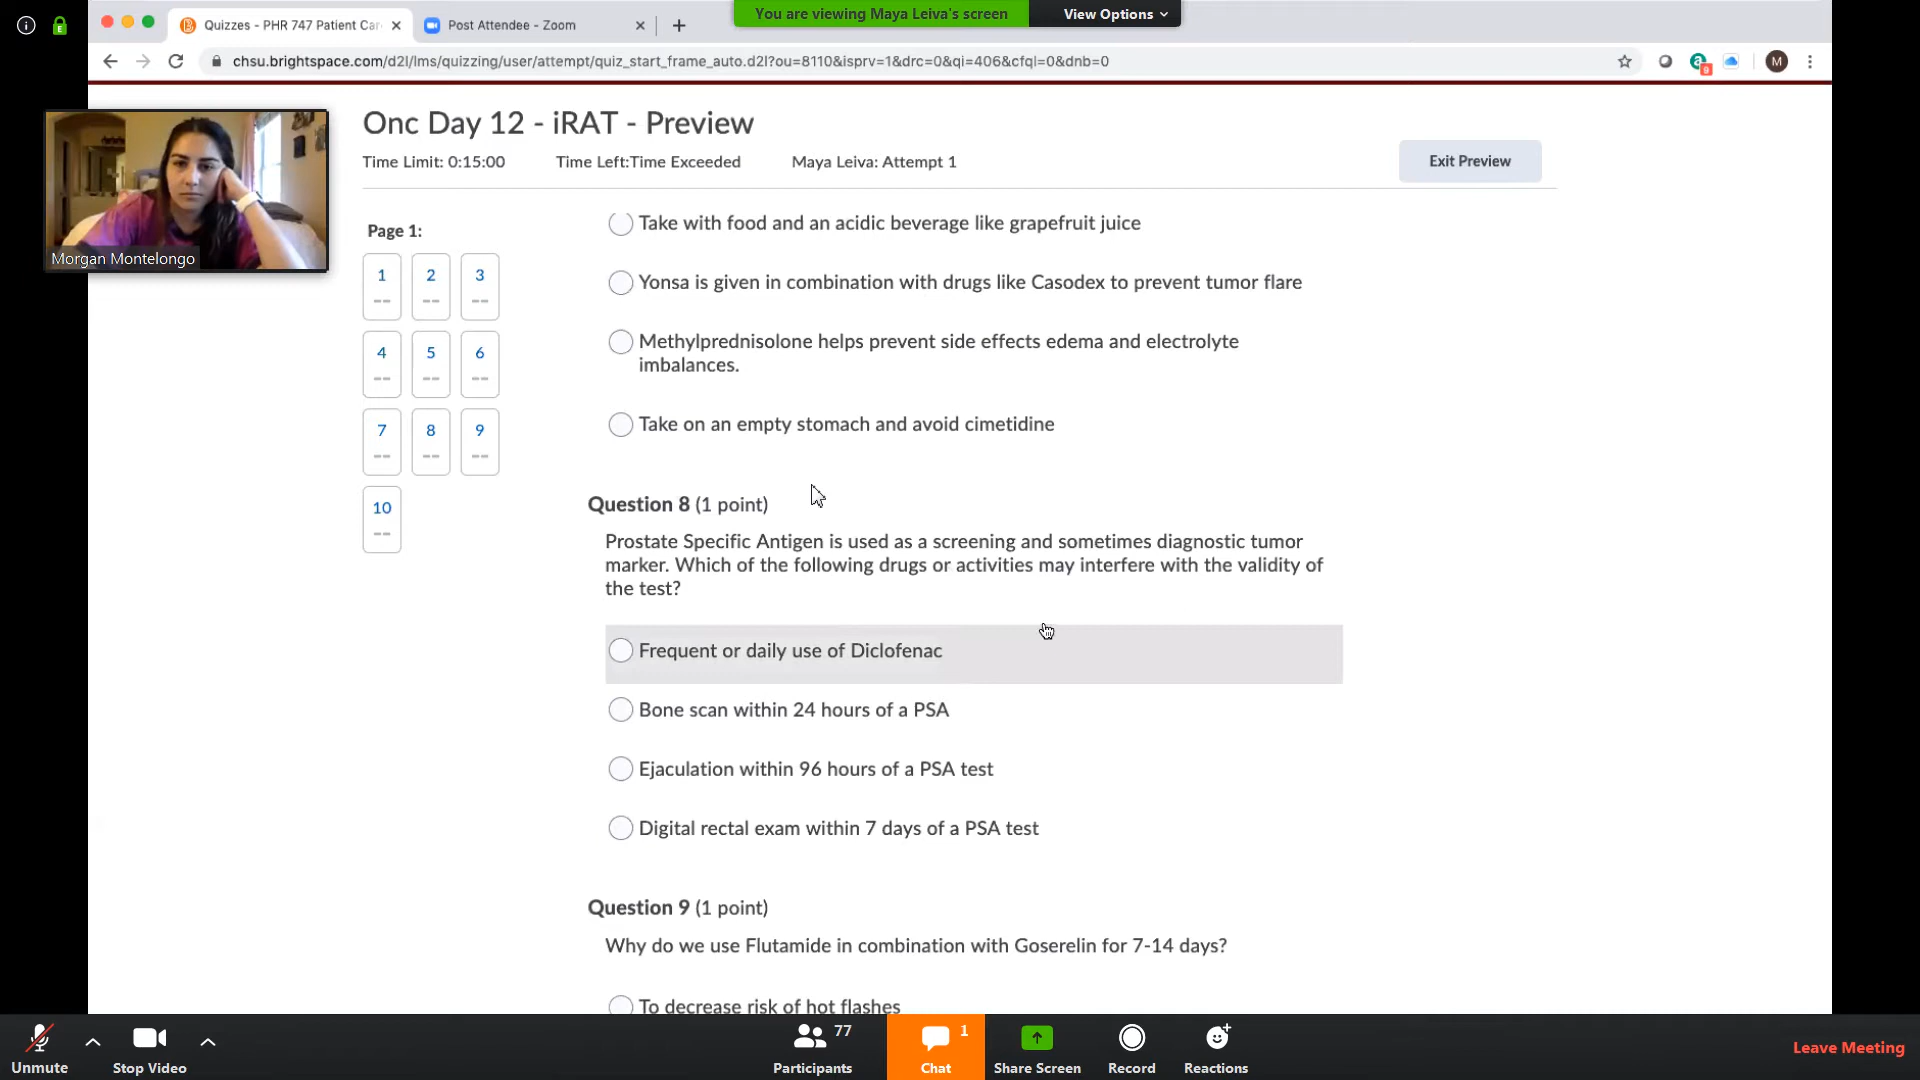 You are viewing Maya Leiva's screen
View Options
Quizzes - PHR 747 Patient Car
Post Attendee - Zoom
chsu.brightspace.com/d2l/lms/quizzing/user/attempt/quiz_start_frame_auto.d2l?ou=8110&isprv=1&drc=0&qi=406&cfql=0&dnb=0
M
Onc Day 12 - iRAT - Preview
Time Limit: 0:15:00 Time Left:Time Exceeded Maya Leiva: Attempt 1
Exit Preview
Morgan Montelongo
Page 1:
1 2 3
-- -- --
4 5 6
-- -- --
7 8 9
-- -- --
10
--
Take with food and an acidic beverage like grapefruit juice
Yonsa is given in combination with drugs like Casodex to prevent tumor flare
Methylprednisolone helps prevent side effects edema and electrolyte
imbalances.
Take on an empty stomach and avoid cimetidine
Question 8 (1 point)
Prostate Specific Antigen is used as a screening and sometimes diagnostic tumor
marker. Which of the following drugs or activities may interfere with the validity of
the test?
Frequent or daily use of Diclofenac
Bone scan within 24 hours of a PSA
Ejaculation within 96 hours of a PSA test
Digital rectal exam within 7 days of a PSA test
Question 9 (1 point)
Why do we use Flutamide in combination with Goserelin for 7-14 days?
To decrease risk of hot flashes
Unmute
Stop Video
77
Participants
1
Chat
Share Screen
Record
Reactions
Leave Meeting